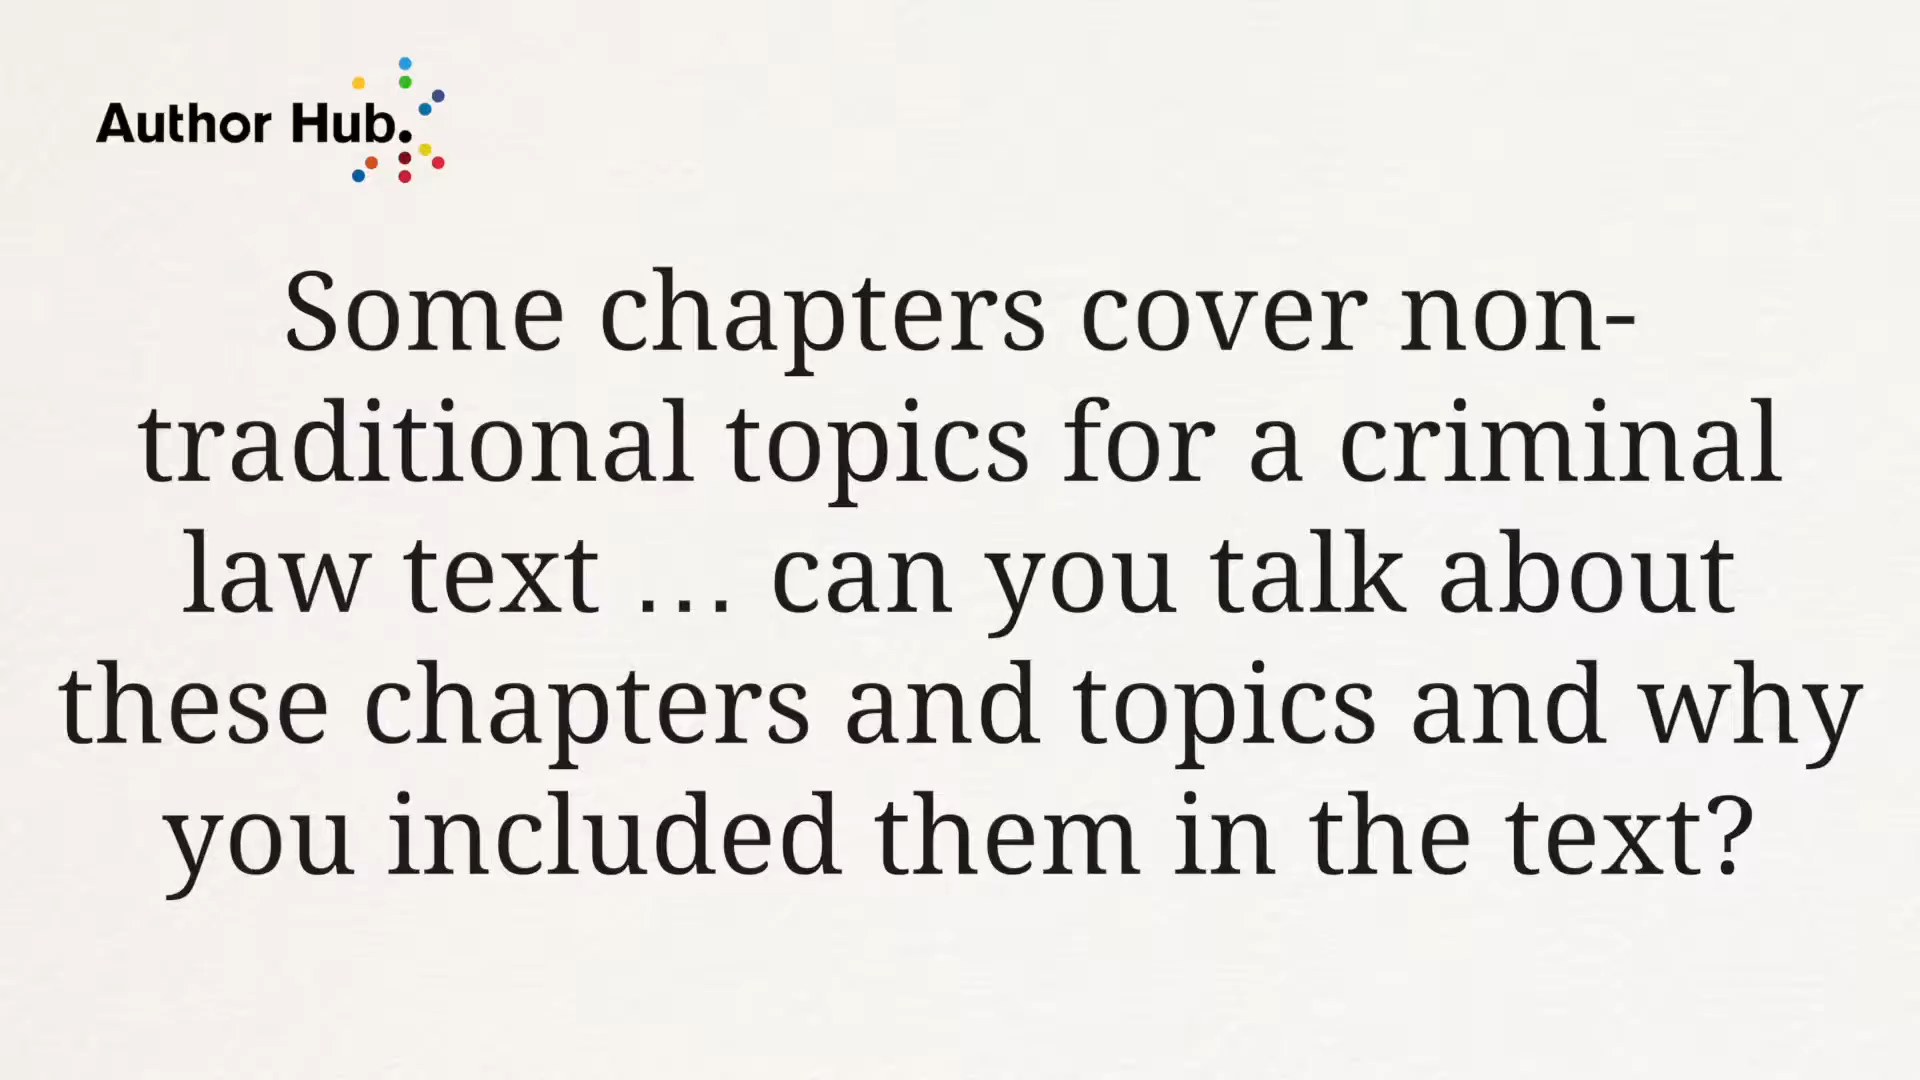 Author Hub.
Some chapters cover non-
traditional topics for a criminal
law text … can you talk about
these chapters and topics and why
you included them in the text?